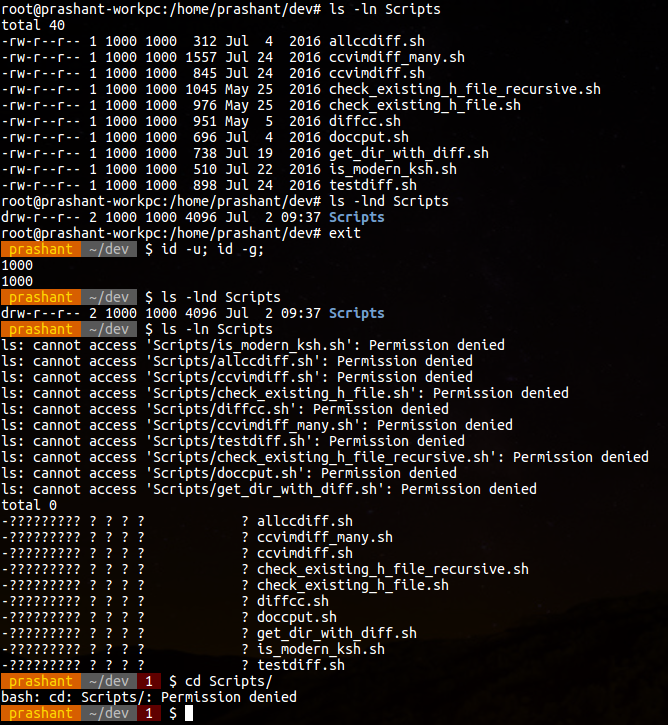 root@prashant-workpc:/home/prashant/dev# ls -ln Scripts
total 40
-rw-r--r-- 1 1000 1000  312 Jul  4  2016 allccdiff.sh
-rw-r--r-- 1 1000 1000 1557 Jul 24  2016 ccvimdiff_many.sh
-rw-r--r-- 1 1000 1000  845 Jul 24  2016 ccvimdiff.sh
-rw-r--r-- 1 1000 1000 1045 May 25  2016 check_existing_h_file_recursive.sh
-rw-r--r-- 1 1000 1000  976 May 25  2016 check_existing_h_file.sh
-rw-r--r-- 1 1000 1000  951 May  5  2016 diffcc.sh
-rw-r--r-- 1 1000 1000  696 Jul  4  2016 doccput.sh
-rw-r--r-- 1 1000 1000  738 Jul 19  2016 get_dir_with_diff.sh
-rw-r--r-- 1 1000 1000  510 Jul 22  2016 is_modern_ksh.sh
-rw-r--r-- 1 1000 1000  898 Jul 24  2016 testdiff.sh
root@prashant-workpc:/home/prashant/dev# ls -lnd Scripts
drw-r--r-- 2 1000 1000 4096 Jul  2 09:37 Scripts
root@prashant-workpc:/home/prashant/dev# exit
prashant ~/dev $ id -u; id -g;
1000
1000
prashant ~/dev $ ls -lnd Scripts
drw-r--r-- 2 1000 1000 4096 Jul  2 09:37 Scripts
prashant ~/dev $ ls -ln Scripts
ls: cannot access 'Scripts/is_modern_ksh.sh': Permission denied
ls: cannot access 'Scripts/allccdiff.sh': Permission denied
ls: cannot access 'Scripts/ccvimdiff.sh': Permission denied
ls: cannot access 'Scripts/check_existing_h_file.sh': Permission denied
ls: cannot access 'Scripts/diffcc.sh': Permission denied
ls: cannot access 'Scripts/ccvimdiff_many.sh': Permission denied
ls: cannot access 'Scripts/testdiff.sh': Permission denied
ls: cannot access 'Scripts/check_existing_h_file_recursive.sh': Permission denied
ls: cannot access 'Scripts/doccput.sh': Permission denied
ls: cannot access 'Scripts/get_dir_with_diff.sh': Permission denied
total 0
-????????? ? ? ? ?            ? allccdiff.sh
-????????? ? ? ? ?            ? ccvimdiff_many.sh
-????????? ? ? ? ?            ? ccvimdiff.sh
-????????? ? ? ? ?            ? check_existing_h_file_recursive.sh
-????????? ? ? ? ?            ? check_existing_h_file.sh
-????????? ? ? ? ?            ? diffcc.sh
-????????? ? ? ? ?            ? doccput.sh
-????????? ? ? ? ?            ? get_dir_with_diff.sh
-????????? ? ? ? ?            ? is_modern_ksh.sh
-????????? ? ? ? ?            ? testdiff.sh
prashant ~/dev 1 $ cd Scripts/
bash: cd: Scripts/: Permission denied
prashant ~/dev 1 $